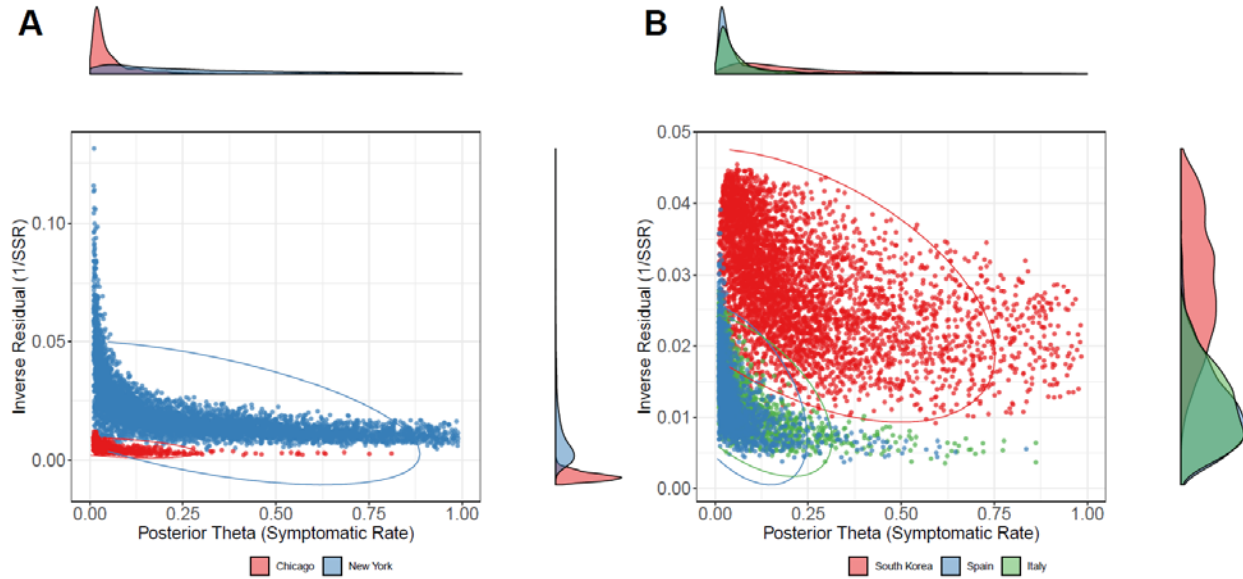 A
B
0.10
0.05
0.00
Inverse Residual (1/SSR)
0.00 0.25 0.50 0.75 1.00
Posterior Theta (Symptomatic Rate)
Chicago New York
0.05
0.04
0.03
0.02
0.01
0.00
Inverse Residual (1/SSR)
0.00 0.25 0.50 0.75 1.00
Posterior Theta (Symptomatic Rate)
South Korea Spain Italy